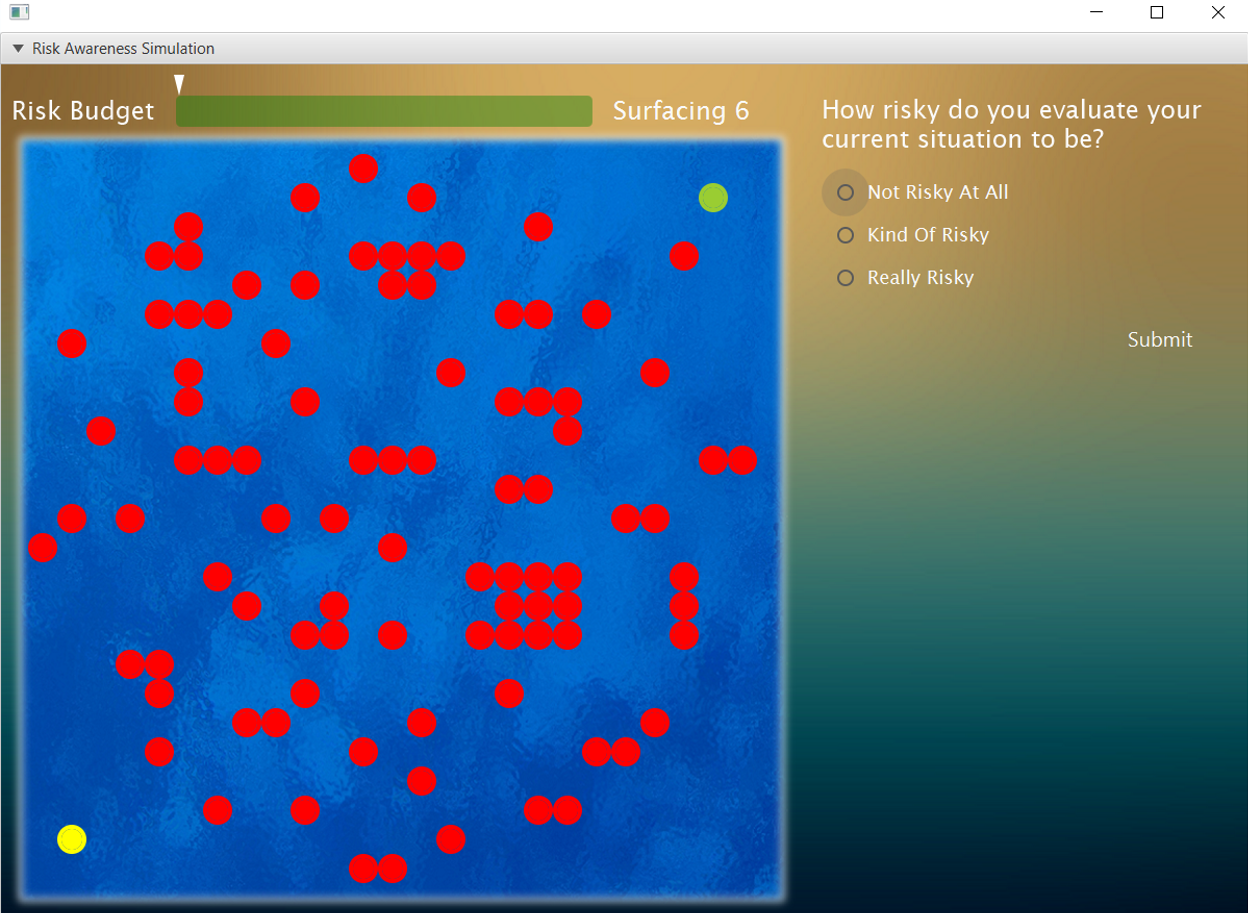 Risk Awareness Simulation
Risk Budget
Surfacing 6
How risky do you evaluate your
current situation to be?
Not Risky At All
Kind Of Risky
Really Risky
Submit